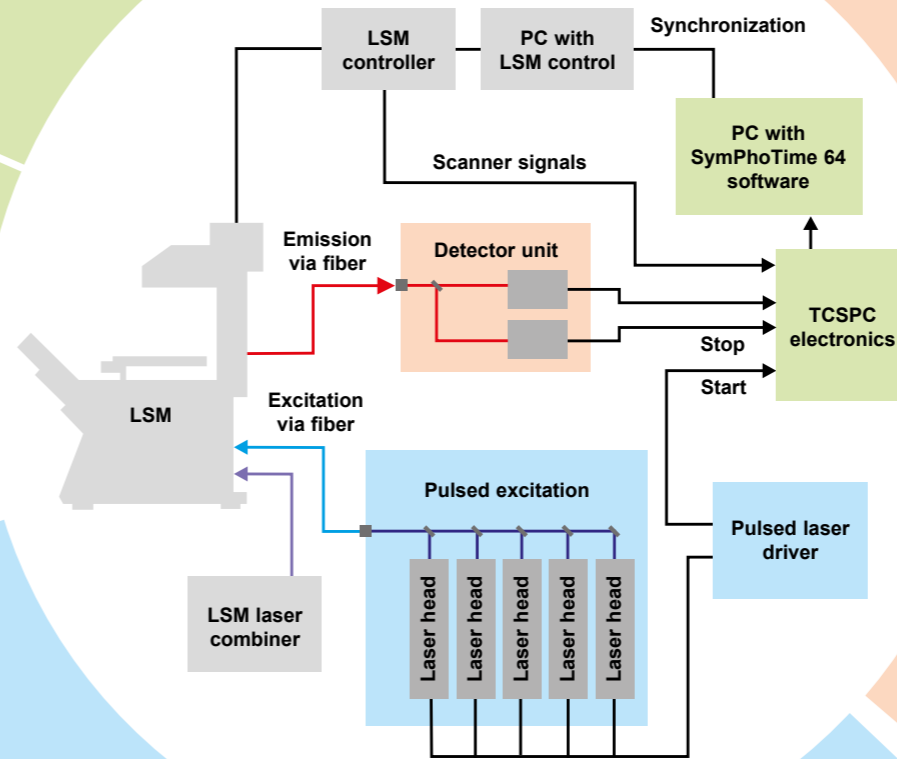 LSM
controller
PC with
LSM control
Synchronization
PC with
SymPhoTime 64
software
Scanner signals
Emission
via fiber
Detector unit
TCSPC
electronics
Stop
Start
LSM
Excitation
via fiber
Pulsed excitation
Pulsed laser
driver
LSM laser
combiner
Laser head
Laser head
Laser head
Laser head
Laser head